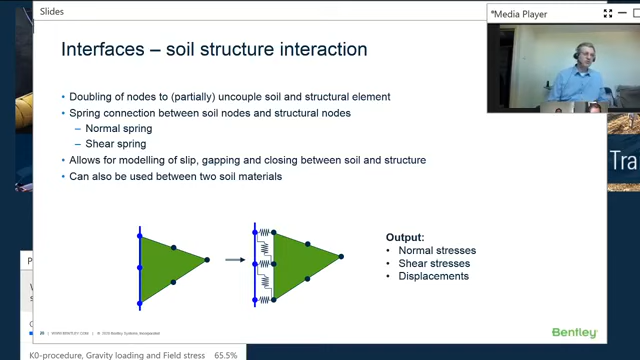 Slides
*Media Player
Interfaces – soil structure interaction
• Doubling of nodes to (partially) uncouple soil and structural element
• Spring connection between soil nodes and structural nodes
– Normal spring
– Shear spring
• Allows for modelling of slip, gapping and closing between soil and structure
• Can also be used between two soil materials
Output:
• Normal stresses
• Shear stresses
• Displacements
Tra
WWW.BENTLEY.COM
Bentley
K0-procedure, Gravity loading and Field stress 65.5%